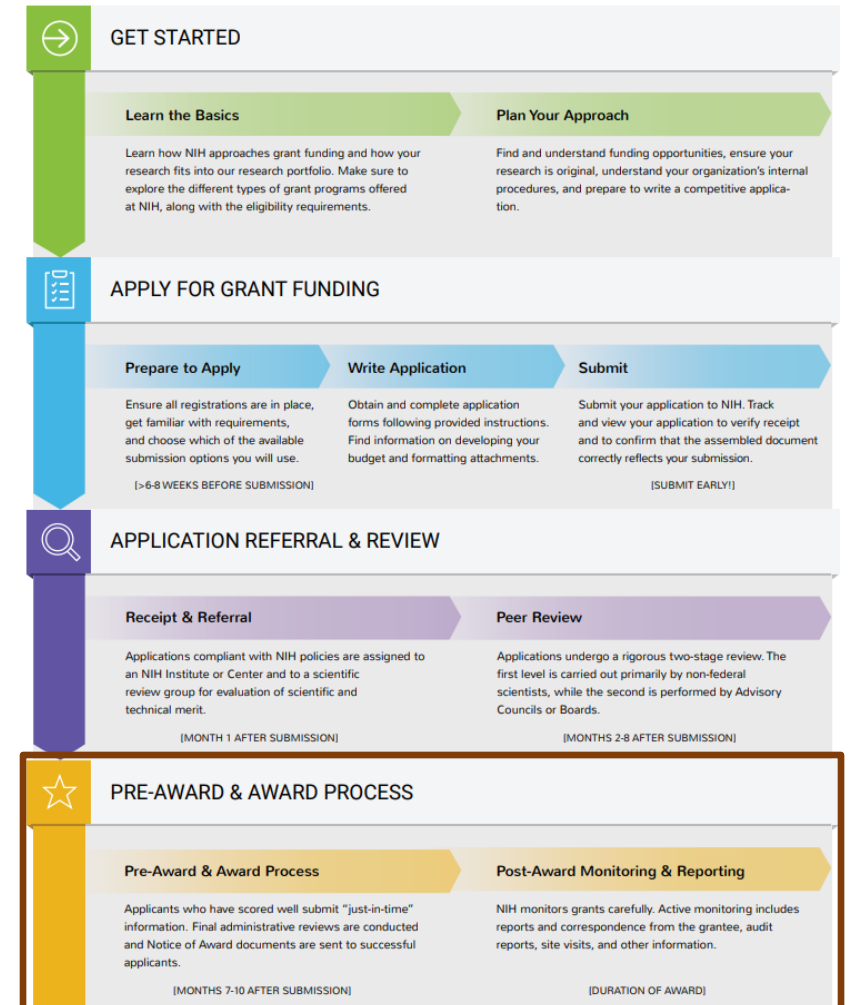 GET STARTED
Learn the Basics
Learn how NIH approaches grant funding and how your
research fits into our research portfolio. Make sure to
explore the different types of grant programs offered
at NIH, along with the eligibility requirements.
Plan Your Approach
Find and understand funding opportunities, ensure your
research is original, understand your organization's internal
procedures, and prepare to write a competitive applica-
tion.
APPLY FOR GRANT FUNDING
Prepare to Apply
Ensure all registrations are in place,
get familiar with requirements,
and choose which of the available
submission options you will use.
[>6-8 WEEKS BEFORE SUBMISSION]
Write Application
Obtain and complete application
forms following provided instructions.
Find information on developing your
budget and formatting attachments.
Submit
Submit your application to NIH. Track
and view your application to verify receipt
and to confirm that the assembled document
correctly reflects your submission.
[SUBMIT EARLY!]
APPLICATION REFERRAL & REVIEW
Receipt & Referral
Applications compliant with NIH policies are assigned to
an NIH Institute or Center and to a scientific
review group for evaluation of scientific and
technical merit.
[MONTH 1 AFTER SUBMISSION]
Peer Review
Applications undergo a rigorous two-stage review. The
first level is carried out primarily by non-federal
scientists, while the second is performed by Advisory
Councils or Boards.
[MONTHS 2-8 AFTER SUBMISSION]
PRE-AWARD & AWARD PROCESS
Pre-Award & Award Process
Applicants who have scored well submit "just-in-time"
information. Final administrative reviews are conducted
and Notice of Award documents are sent to successful
applicants.
[MONTHS 7-10 AFTER SUBMISSION]
Post-Award Monitoring & Reporting
NIH monitors grants carefully. Active monitoring includes
reports and correspondence from the grantee, audit
reports, site visits, and other information.
[DURATION OF AWARD]